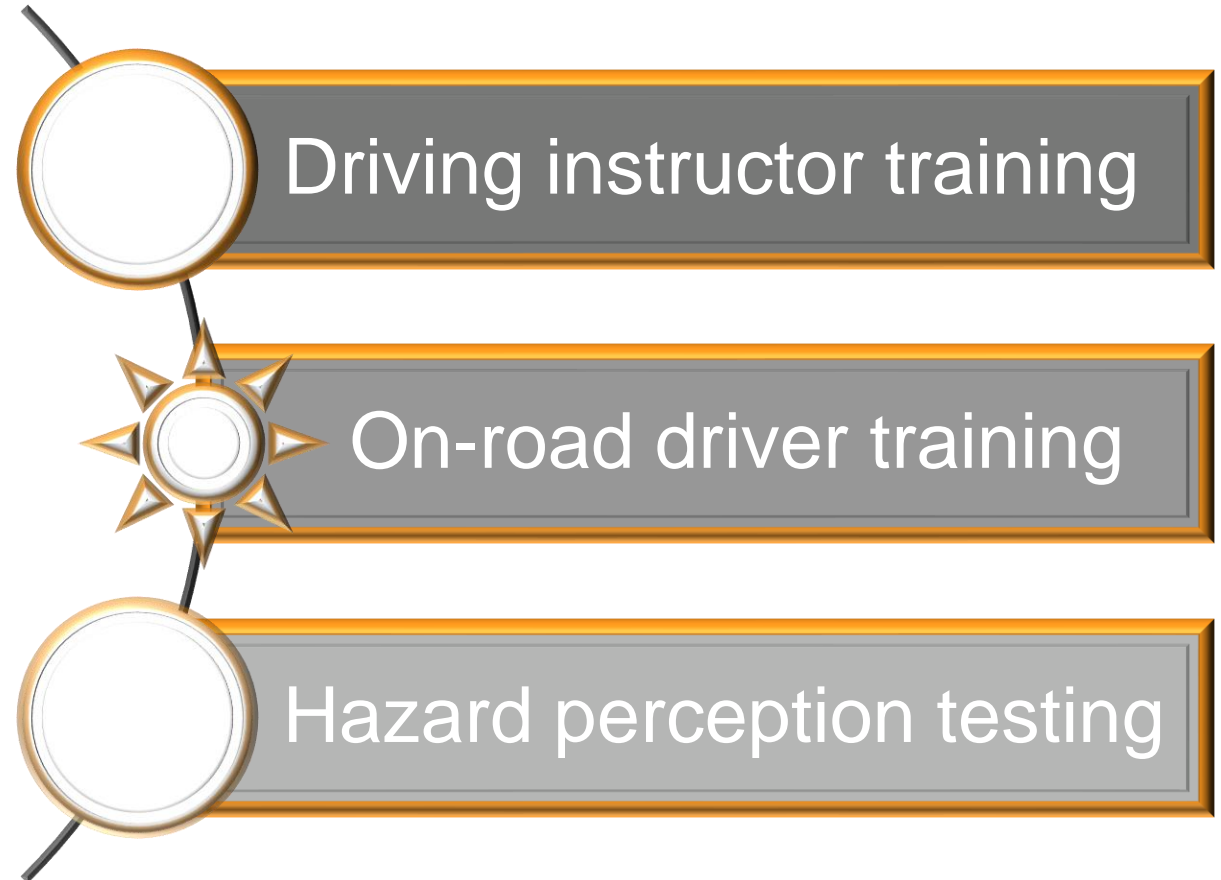 Driving instructor training
On-road driver training
Hazard perception testing